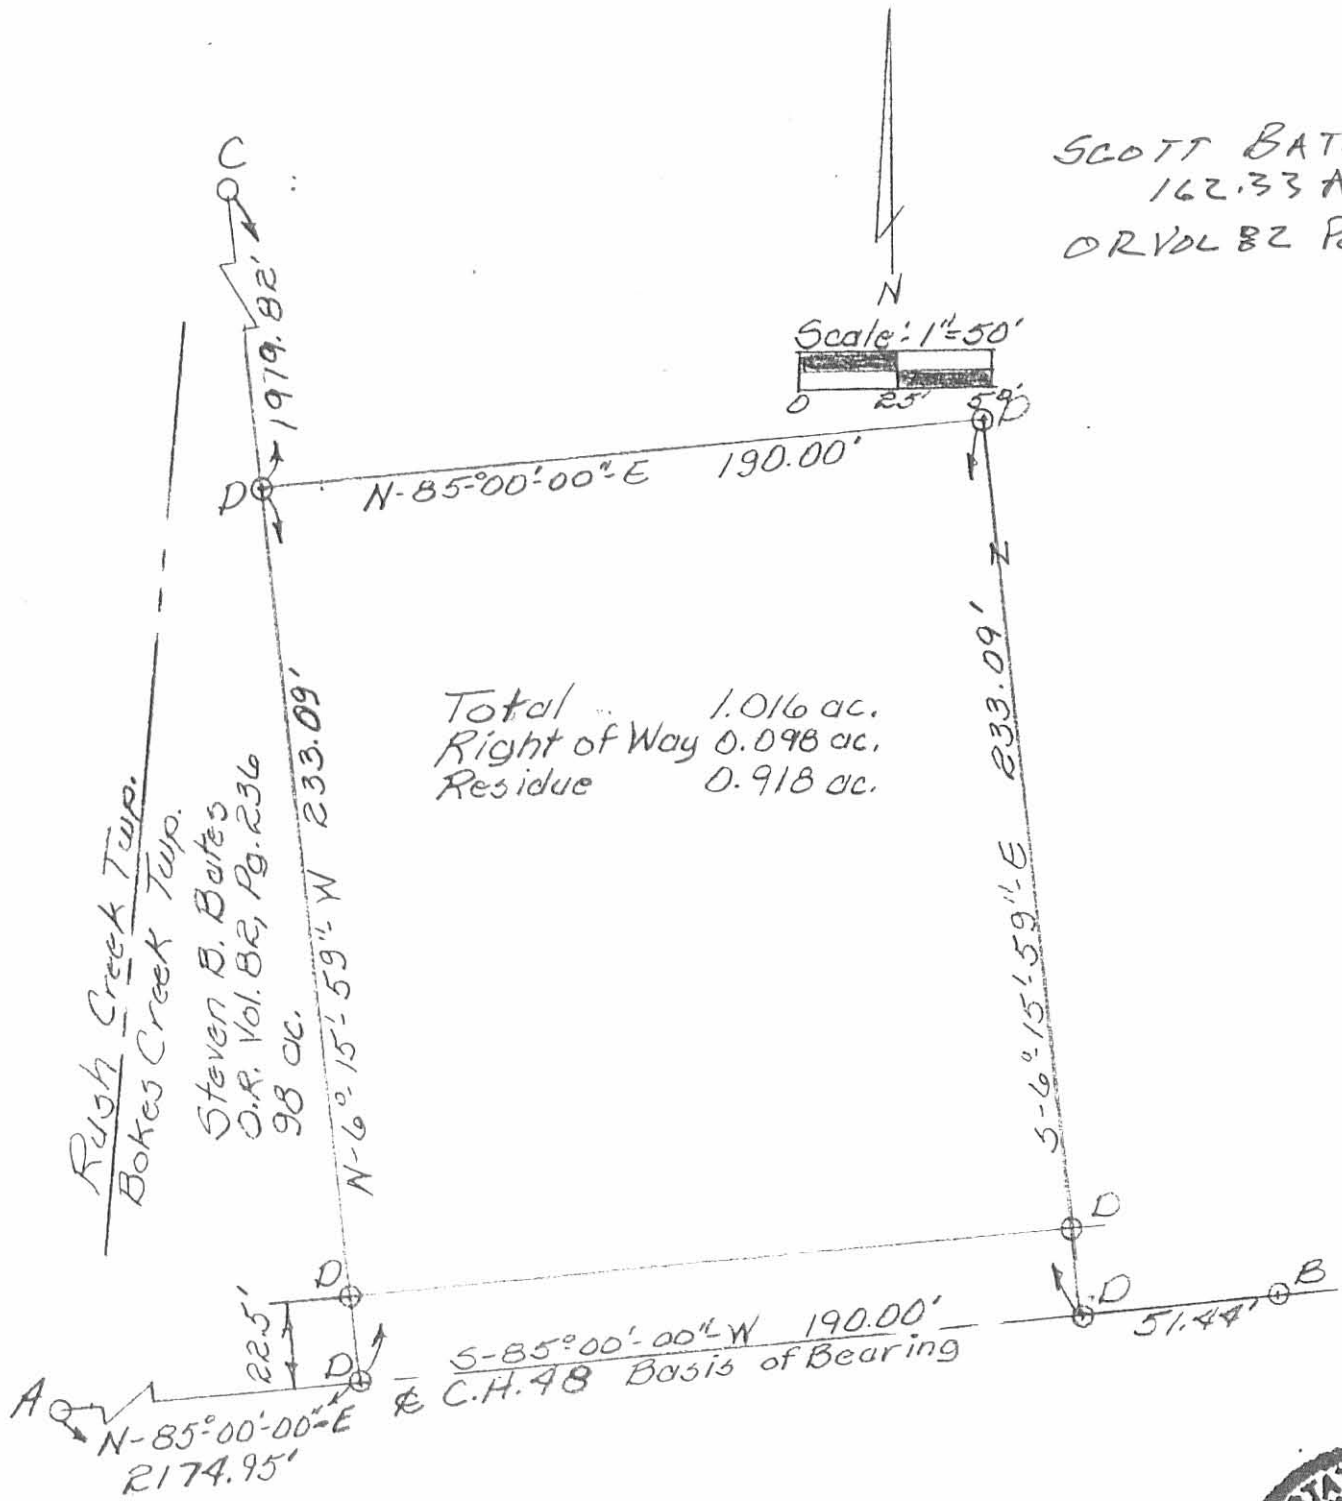 C
SCOTT
162.33
OR VOL 82
1979.82'
N
Scale: 1"=50'
0 25' 50'
D
D
N-85°-00'-00"-E 190.00'
Total 1.016 ac.
Right of Way 0.098 ac.
Residue 0.918 ac.
Rush Creek Twp.
Bokes Creek Twp.
Steven B. Bates
O.R. Vol. 82, Pg. 236
98 ac.
N-6°-15'-59"-W 233.09'
S-6°-15'-59"-E 233.09'
D
D
22.5'
D
D
B
51.44'
S-85°-00'-00"-W 190.00'
℄ C.H. 48 Basis of Bearing
A
N-85°-00'-00"-E
2174.95'